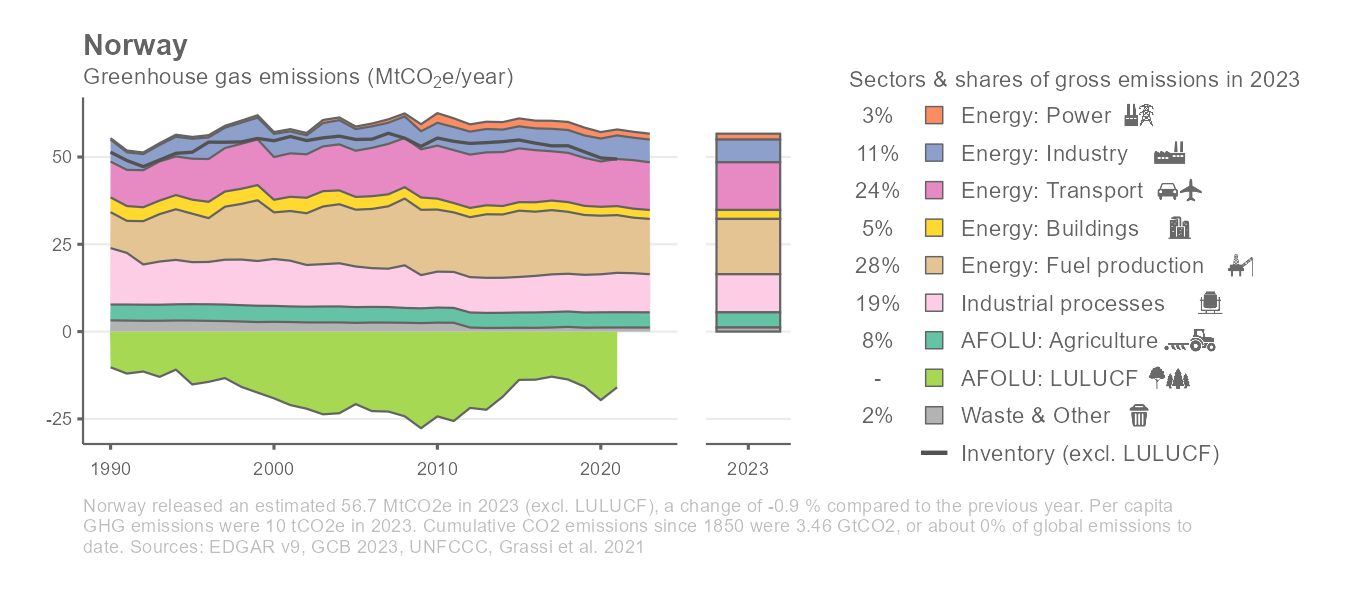 Norway
Greenhouse gas emissions (MtCO₂e/year)
50
25
0
-25
1990
2000
2010
2020
2023
Sectors & shares of gross emissions in 2023
3% Energy: Power
11% Energy: Industry
24% Energy: Transport
5% Energy: Buildings
28% Energy: Fuel production
19% Industrial processes
8% AFOLU: Agriculture
- AFOLU: LULUCF
2% Waste & Other
Inventory (excl. LULUCF)
Norway released an estimated 56.7 MtCO2e in 2023 (excl. LULUCF), a change of -0.9 % compared to the previous year. Per capita
GHG emissions were 10 tCO2e in 2023. Cumulative CO2 emissions since 1850 were 3.46 GtCO2, or about 0% of global emissions to
date. Sources: EDGAR v9, GCB 2023, UNFCCC, Grassi et al. 2021